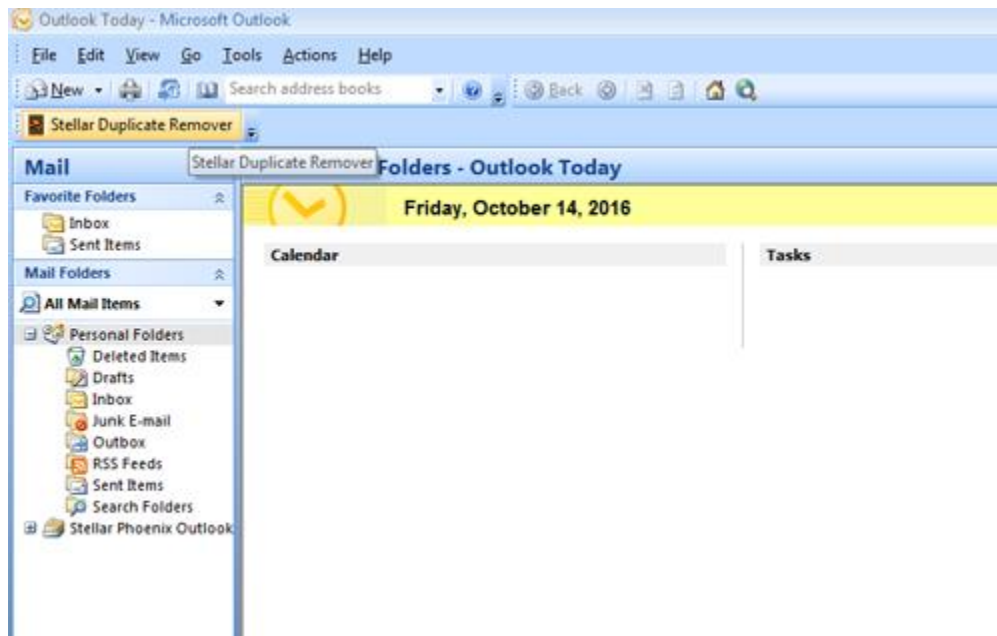 Outlook Today - Microsoft Outlook
File Edit View Go Tools Actions Help
New Search address books Back
Stellar Duplicate Remover
Stellar Duplicate Remover
Mail Folders - Outlook Today
Favorite Folders
Friday, October 14, 2016
Inbox
Sent Items
Calendar Tasks
Mail Folders
All Mail Items
Personal Folders
Deleted Items
Drafts
Inbox
Junk E-mail
Outbox
RSS Feeds
Sent Items
Search Folders
Stellar Phoenix Outlook